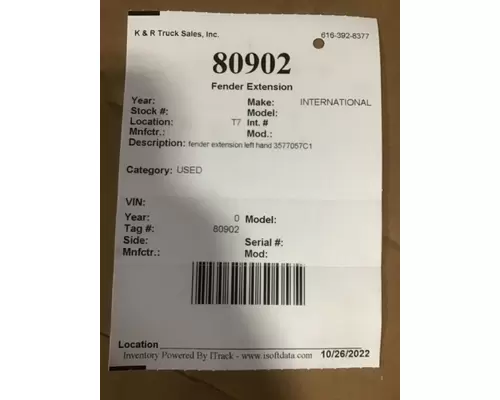 K & R Truck Sales, Inc. 616-392-8377
80902
Fender Extension
Year: Make: INTERNATIONAL
Stock #: Model:
Location: T7 Int. #
Mnfctr.: Mod.:
Description: fender extension left hand 3577057C1
Category: USED
VIN:
Year: 0 Model:
Tag #: 80902
Side: Serial #:
Mnfctr.: Mod:
Location
Inventory Powered By ITrack - www.isoftdata.com 10/26/2022